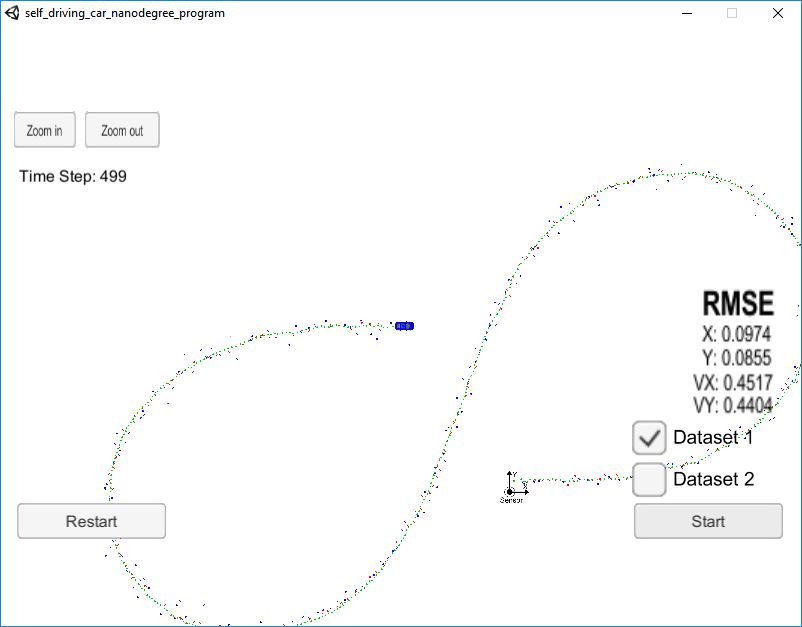 self_driving_car_nanodegree_program
Zoom in
Zoom out
Time Step: 499
RMSE
X: 0.0974
Y: 0.0855
VX: 0.4517
VY: 0.4404
Dataset 1
Dataset 2
Y
X
Sensor
Restart
Start